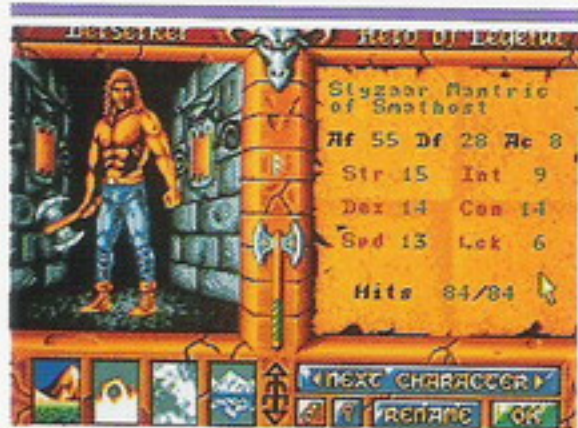 Berserker
Hero of Legend
Slyzaar Mantric
of Smathost
Af 55 Df 28 Ac 8
Str 15 Int 9
Dex 14 Con 14
Spd 13 Lck 6
Hits 84/84
NEXT CHARACTER
? RENAME OK